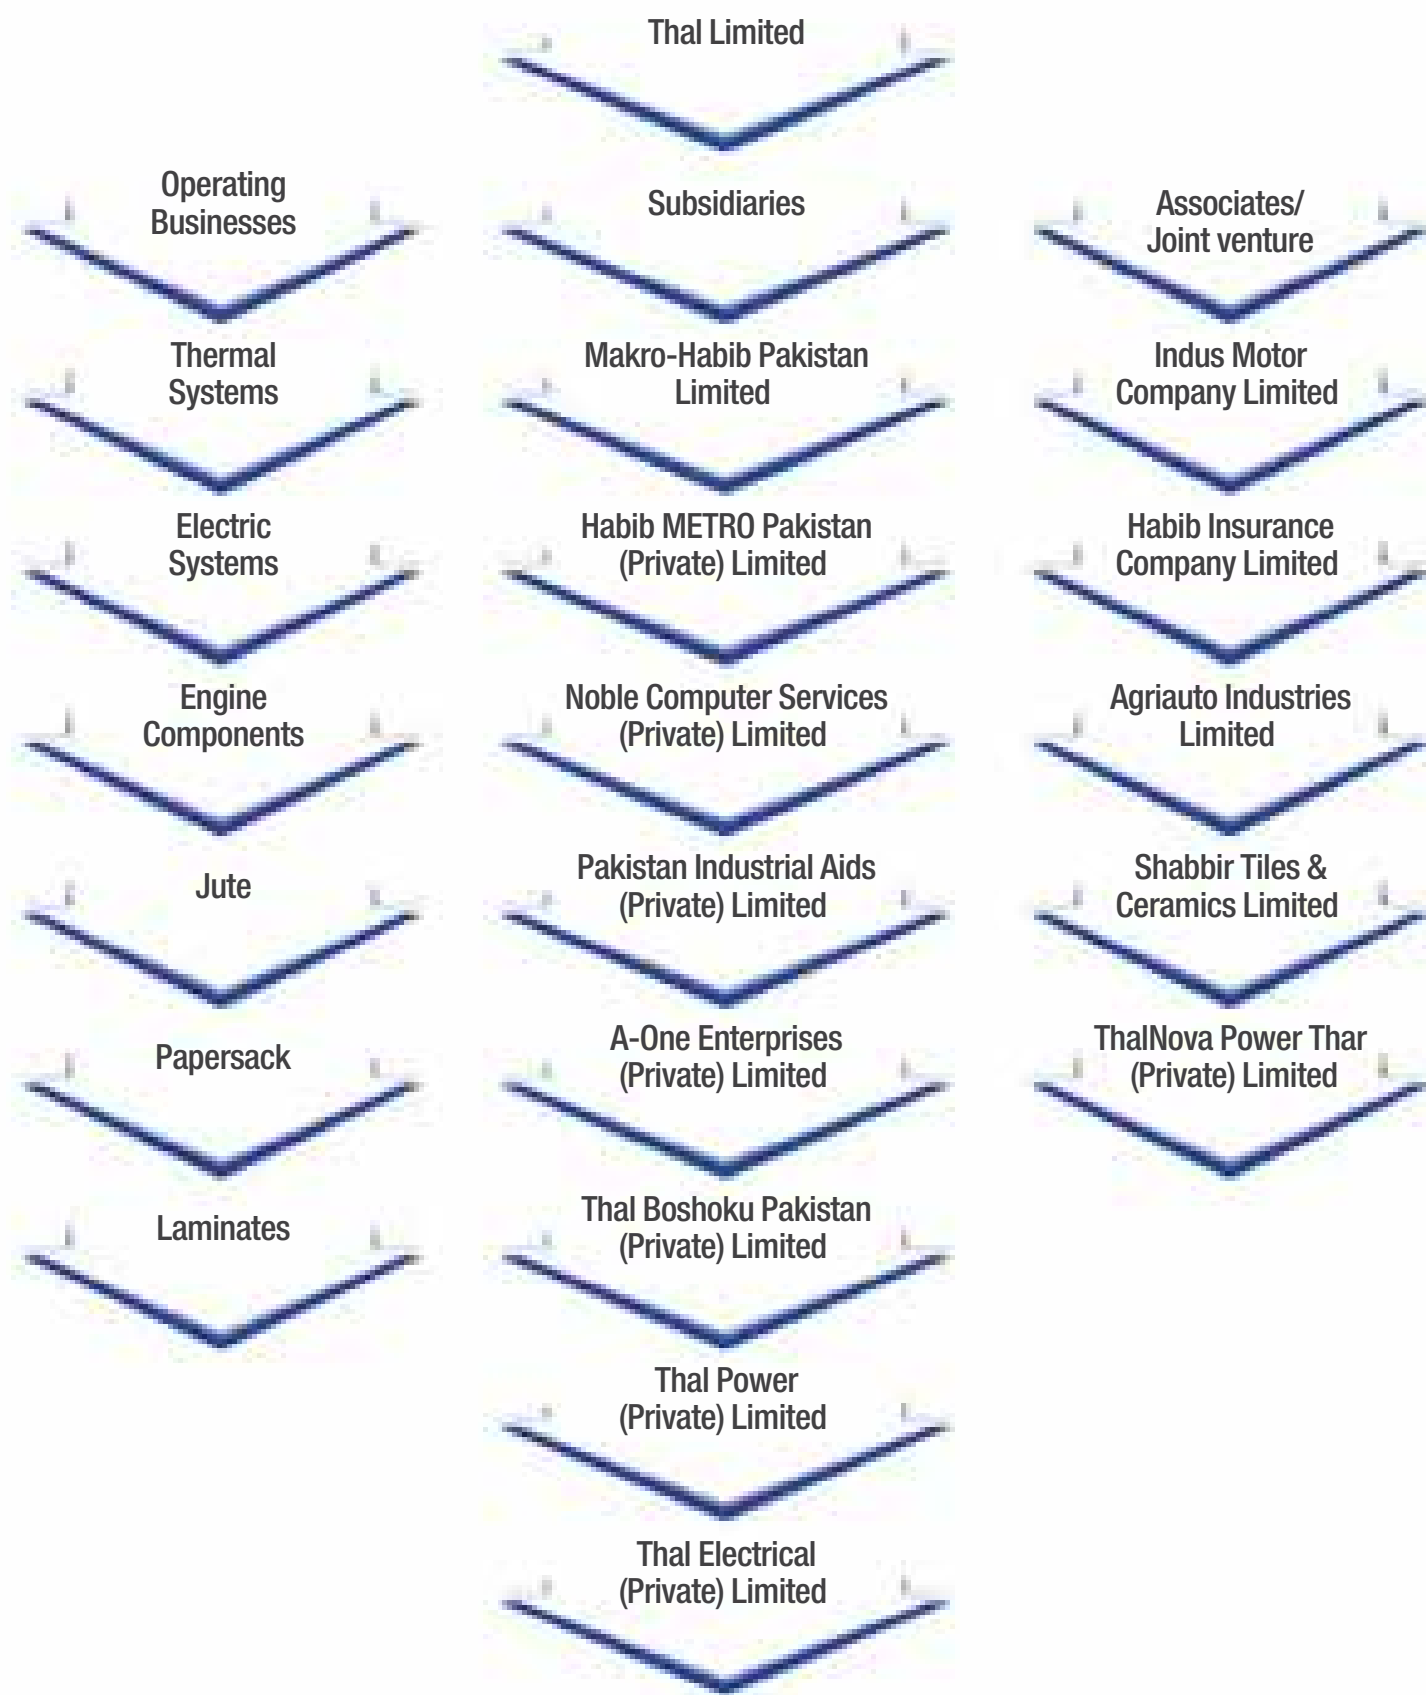 Thal Limited
Operating
Businesses
Subsidiaries
Associates/
Joint venture
Thermal
Systems
Makro-Habib Pakistan
Limited
Indus Motor
Company Limited
Electric
Systems
Habib METRO Pakistan
(Private) Limited
Habib Insurance
Company Limited
Engine
Components
Noble Computer Services
(Private) Limited
Agriauto Industries
Limited
Jute
Pakistan Industrial Aids
(Private) Limited
Shabbir Tiles &
Ceramics Limited
Papersack
A-One Enterprises
(Private) Limited
ThalNova Power Thar
(Private) Limited
Laminates
Thal Boshoku Pakistan
(Private) Limited
Thal Power
(Private) Limited
Thal Electrical
(Private) Limited